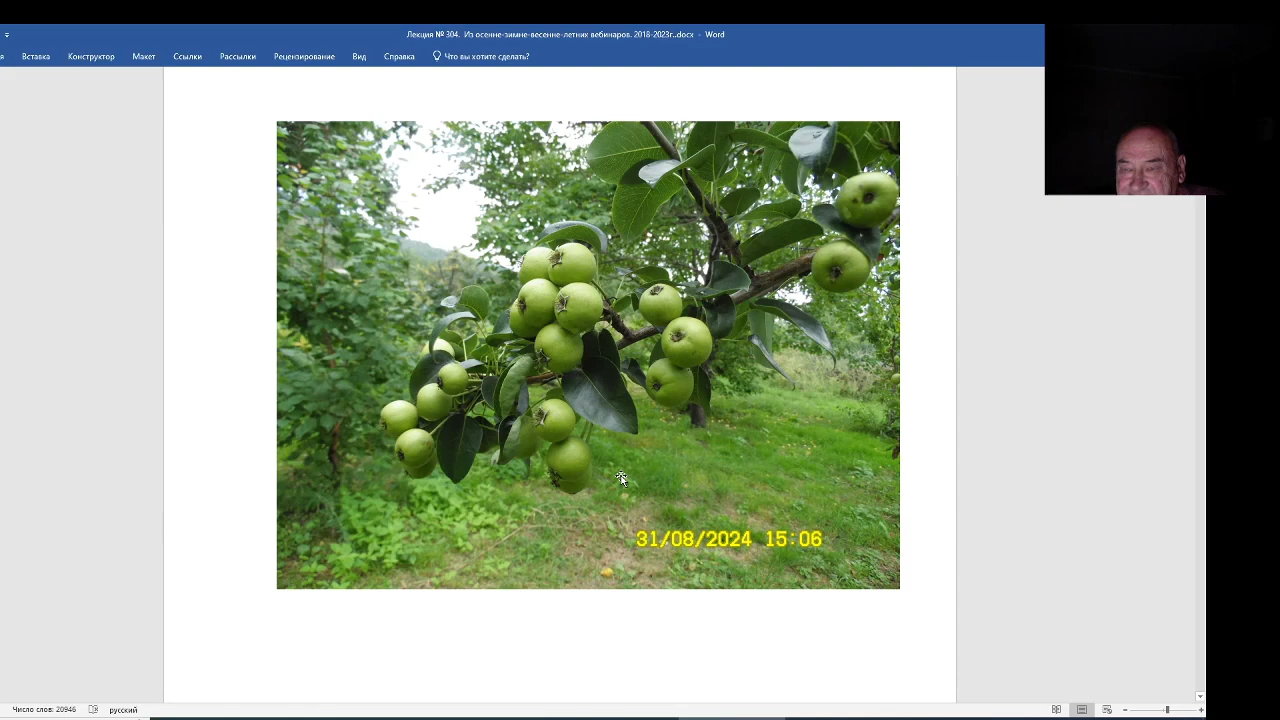 Лекция № 304. Из осенне-зимне-весенне-летних вебинаров. 2018-2023г..docx - Word
я Вставка Конструктор Макет Ссылки Рассылки Рецензирование Вид Справка Что вы хотите сделать?
31/08/2024 15:06
Число слов: 20946 русский